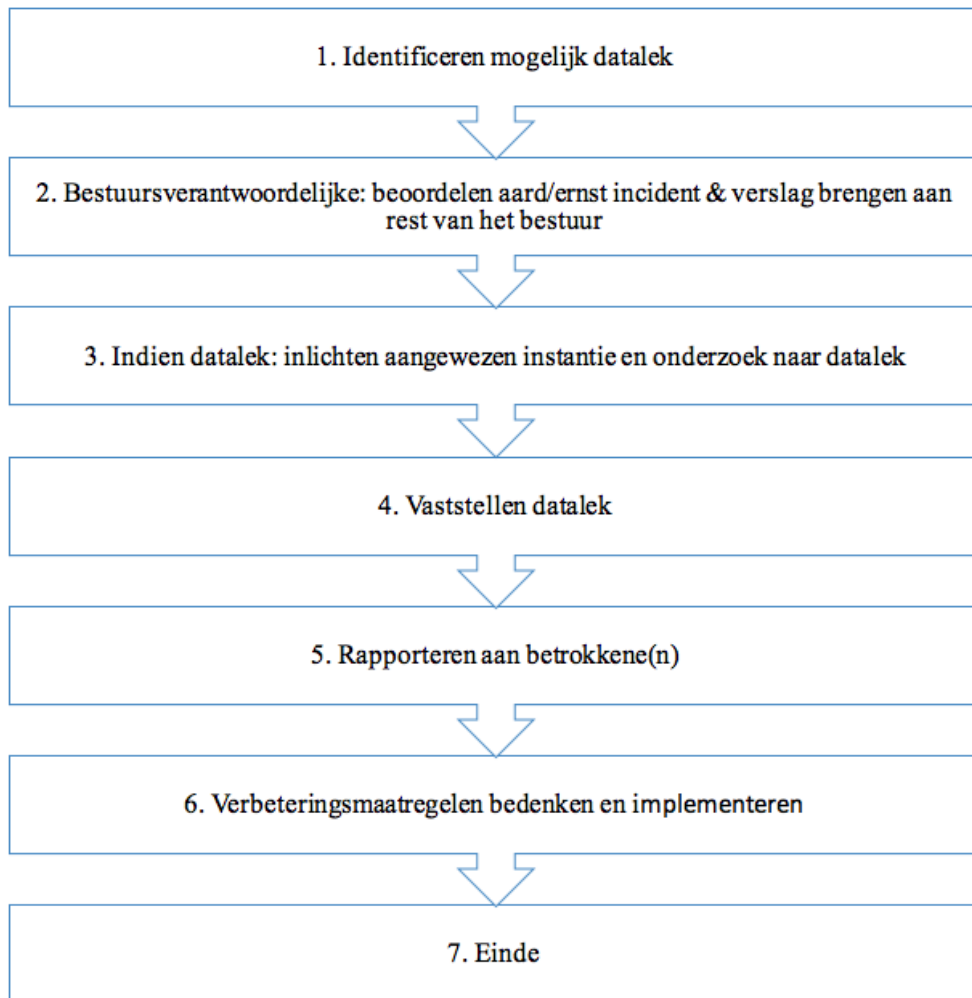 1. Identificeren mogelijk datalek
2. Bestuursverantwoordelijke: beoordelen aard/ernst incident & verslag brengen aan
rest van het bestuur
3. Indien datalek: inlichten aangewezen instantie en onderzoek naar datalek
4. Vaststellen datalek
5. Rapporteren aan betrokkene(n)
6. Verbeteringsmaatregelen bedenken en implementeren
7. Einde